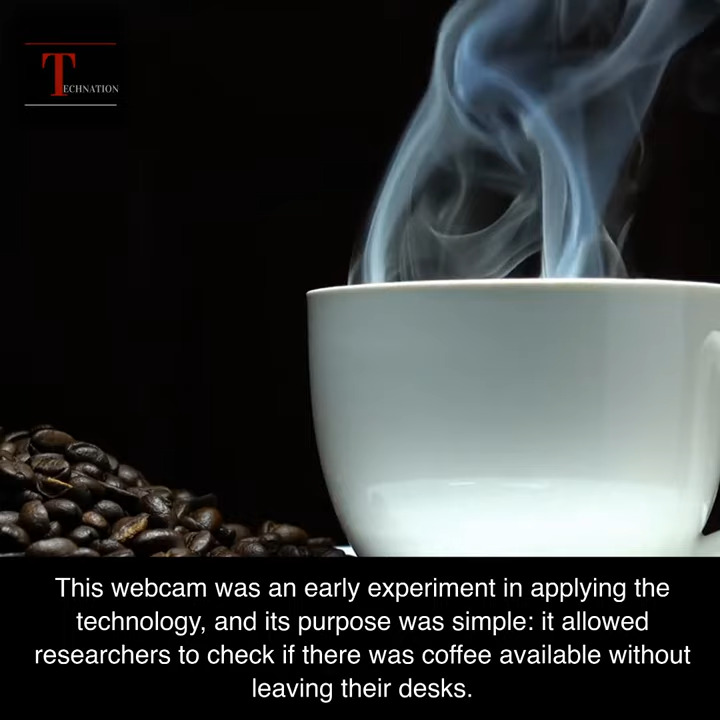 TECHNATION
This webcam was an early experiment in applying the
technology, and its purpose was simple: it allowed
researchers to check if there was coffee available without
leaving their desks.